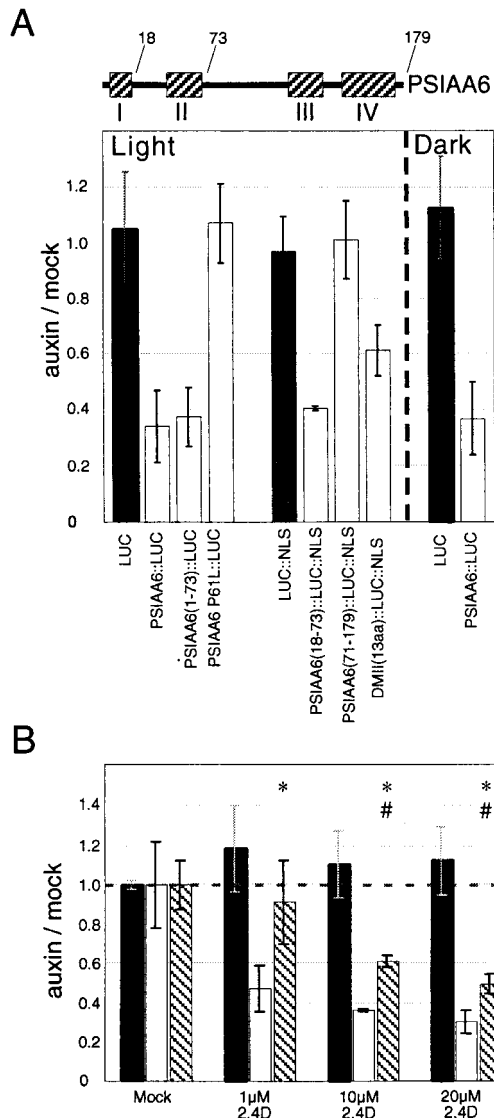 A
18
73
179
PSIAA6
I
II
III
IV
Light
Dark
auxin / mock
1.2
1.0
0.8
0.6
0.4
0.2
0
LUC
PSIAA6::LUC
PSIAA6(1-73)::LUC
PSIAA6 P61L::LUC
LUC::NLS
PSIAA6(18-73)::LUC::NLS
PSIAA6(71-179)::LUC::NLS
DMII(13aa)::LUC::NLS
LUC
PSIAA6::LUC
B
auxin / mock
1.4
1.2
1.0
0.8
0.6
0.4
0.2
0
*
*
#
*
#
Mock
1µM
2.4D
10µM
2.4D
20µM
2.4D